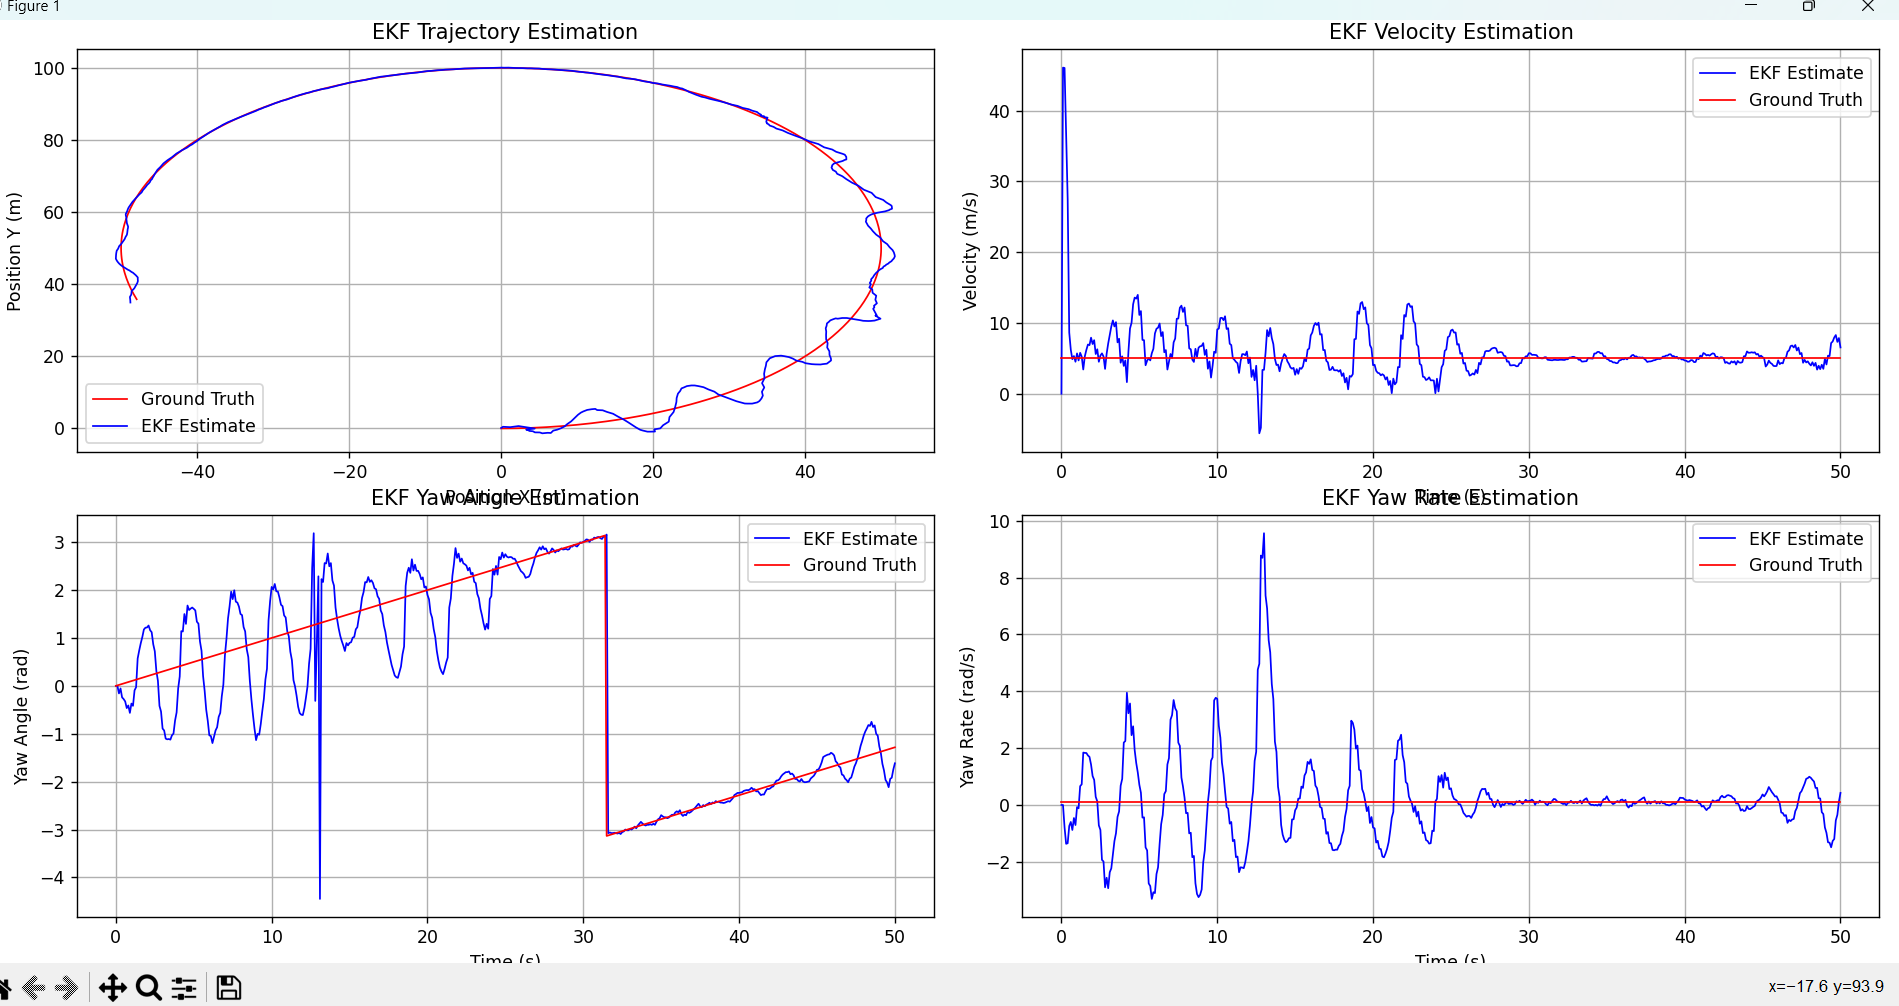 Figure 1
EKF Trajectory Estimation
Position Y (m)
100
80
60
40
20
0
Ground Truth
EKF Estimate
−40
−20
0
20
40
Position X (m)
EKF Velocity Estimation
Velocity (m/s)
40
30
20
10
0
EKF Estimate
Ground Truth
0
10
20
30
40
50
Time (s)
EKF Yaw Angle Estimation
Yaw Angle (rad)
3
2
1
0
−1
−2
−3
−4
EKF Estimate
Ground Truth
0
10
20
30
40
50
Time (s)
EKF Yaw Rate Estimation
Yaw Rate (rad/s)
10
8
6
4
2
0
−2
EKF Estimate
Ground Truth
0
10
20
30
40
50
Time (s)
x=−17.6 y=93.9